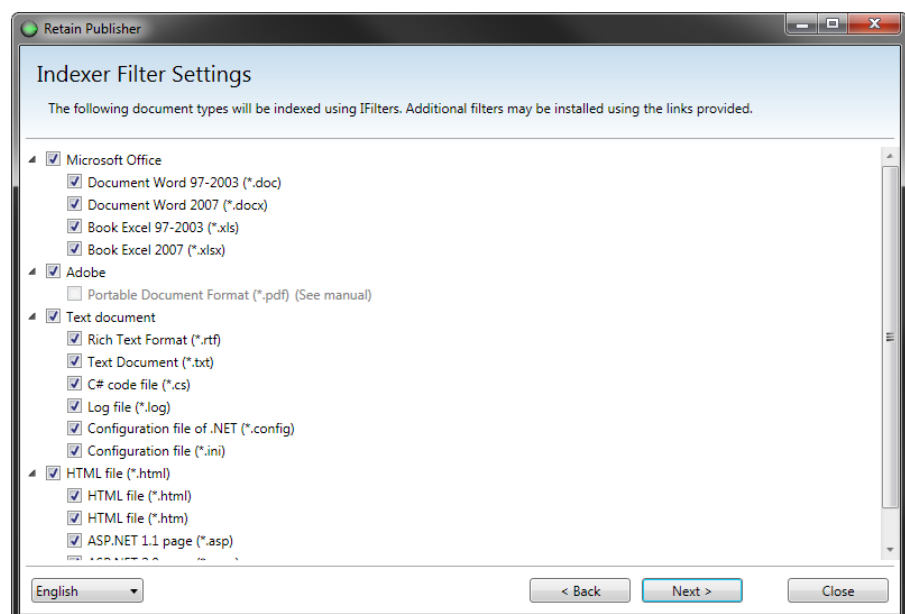 Retain Publisher
Indexer Filter Settings
The following document types will be indexed using IFilters. Additional filters may be installed using the links provided.
Microsoft Office
Document Word 97-2003 (*.doc)
Document Word 2007 (*.docx)
Book Excel 97-2003 (*.xls)
Book Excel 2007 (*.xlsx)
Adobe
Portable Document Format (*.pdf) (See manual)
Text document
Rich Text Format (*.rtf)
Text Document (*.txt)
C# code file (*.cs)
Log file (*.log)
Configuration file of .NET (*.config)
Configuration file (*.ini)
HTML file (*.html)
HTML file (*.html)
HTML file (*.htm)
ASP.NET 1.1 page (*.asp)
English < Back Next > Close